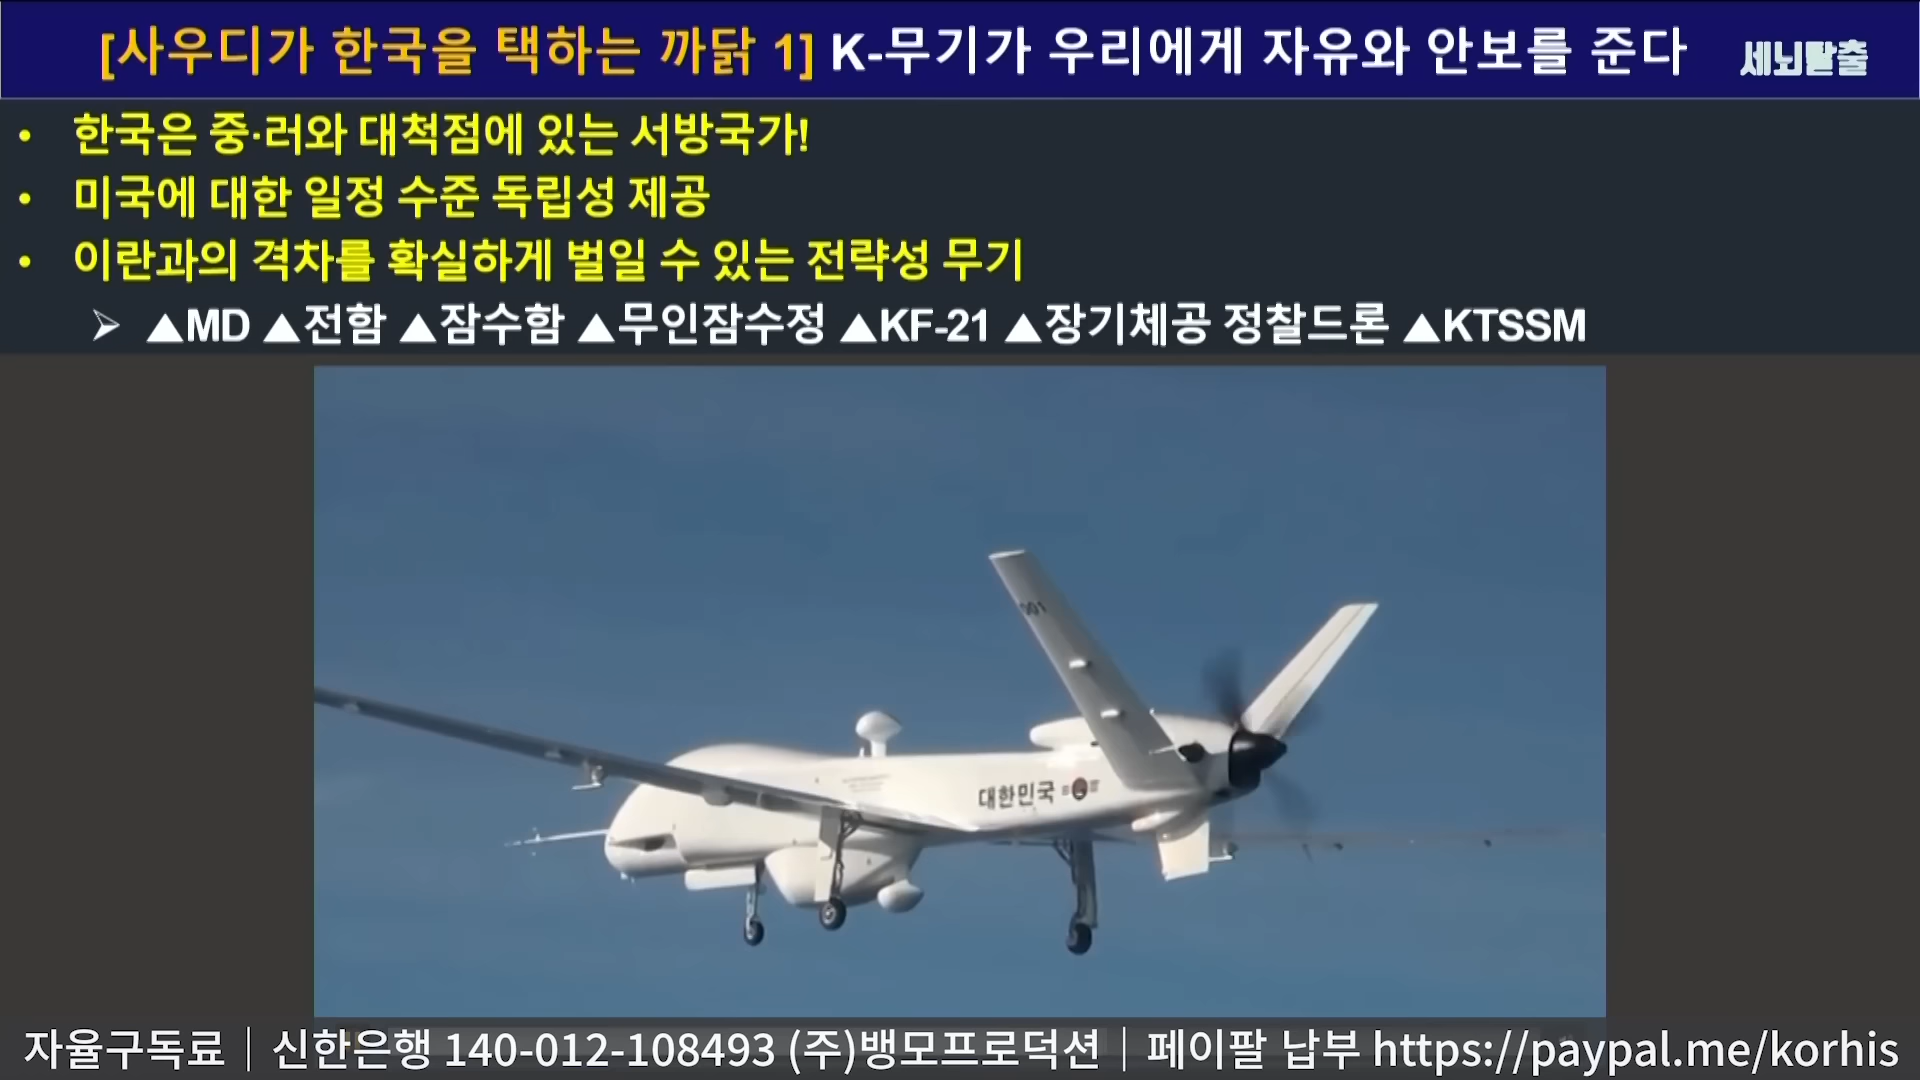 [사우디가 한국을 택하는 까닭 1] K-무기가 우리에게 자유와 안보를 준다
세뇌탈출
• 한국은 중·러와 대척점에 있는 서방국가!
• 미국에 대한 일정 수준 독립성 제공
• 이란과의 격차를 확실하게 벌일 수 있는 전략성 무기
➢ ▲MD ▲전함 ▲잠수함 ▲무인잠수정 ▲KF-21 ▲장기체공 정찰드론 ▲KTSSM
001
대한민국
자율구독료｜신한은행 140-012-108493 (주)뱅모프로덕션｜페이팔 납부 https://paypal.me/korhis